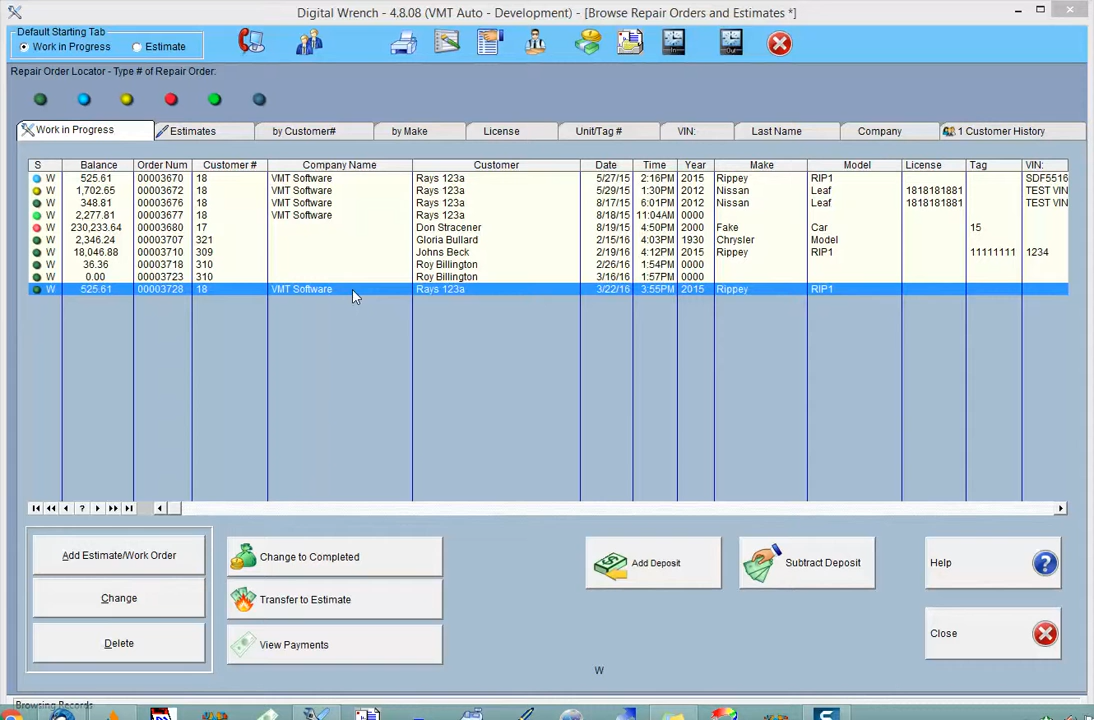 Digital Wrench - 4.8.08 (VMT Auto - Development) - [Browse Repair Orders and Estimates *]
Default Starting Tab
Work in Progress Estimate
Repair Order Locator - Type # of Repair Order:
Work in Progress Estimates by Customer# by Make License Unit/Tag # VIN: Last Name Company 1 Customer History
S Balance Order Num Customer # Company Name Customer Date Time Year Make Model License Tag VIN:
W 525.61 00003670 18 VMT Software Rays 123a 5/27/15 2:16PM 2015 Rippey RIP1 SDF5516
W 1,702.65 00003672 18 VMT Software Rays 123a 5/29/15 1:30PM 2012 Nissan Leaf 1818181881 TEST VIN
W 348.81 00003676 18 VMT Software Rays 123a 8/17/15 6:01PM 2012 Nissan Leaf 1818181881 TEST VIN
W 2,277.81 00003677 18 VMT Software Rays 123a 8/18/15 11:04AM 0000
W 230,233.64 00003680 17 Don Stracener 8/19/15 4:50PM 2000 Fake Car 15
W 2,346.24 00003707 321 Gloria Bullard 2/15/16 4:03PM 1930 Chrysler Model
W 18,046.88 00003710 309 Johns Beck 2/19/16 4:12PM 2015 Rippey RIP1 11111111 1234
W 36.36 00003718 310 Roy Billington 2/26/16 1:54PM 0000
W 0.00 00003723 310 Roy Billington 3/16/16 1:57PM 0000
W 525.61 00003728 18 VMT Software Rays 123a 3/22/16 3:55PM 2015 Rippey RIP1
?
Add Estimate/Work Order Change to Completed Add Deposit Subtract Deposit Help
Change Transfer to Estimate
Delete View Payments Close
W
Browsing Records